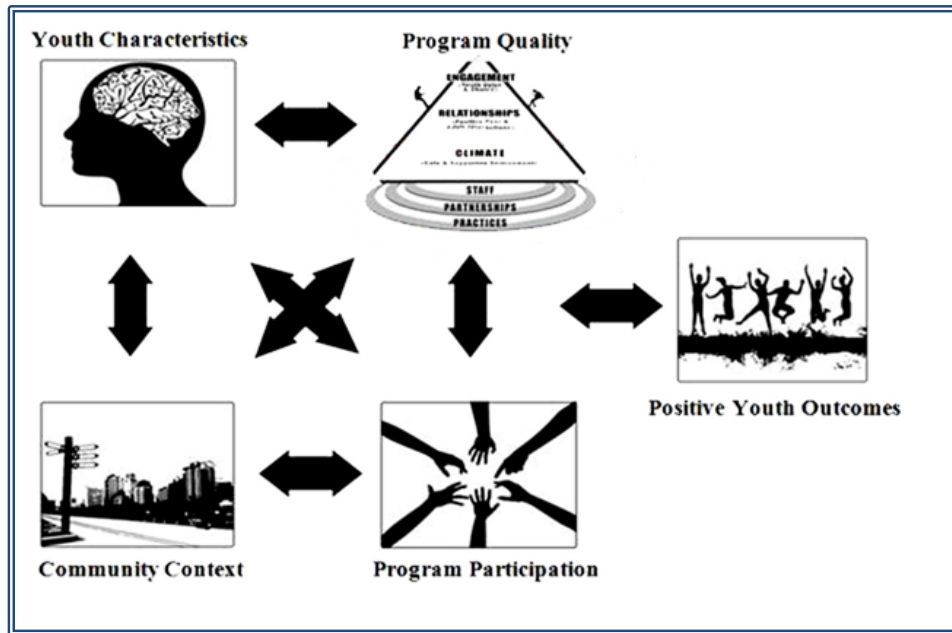 Youth Characteristics
Program Quality
ENGAGEMENT
RELATIONSHIPS
CLIMATE
STAFF
PARTNERSHIPS
PRACTICES
Positive Youth Outcomes
Community Context
Program Participation